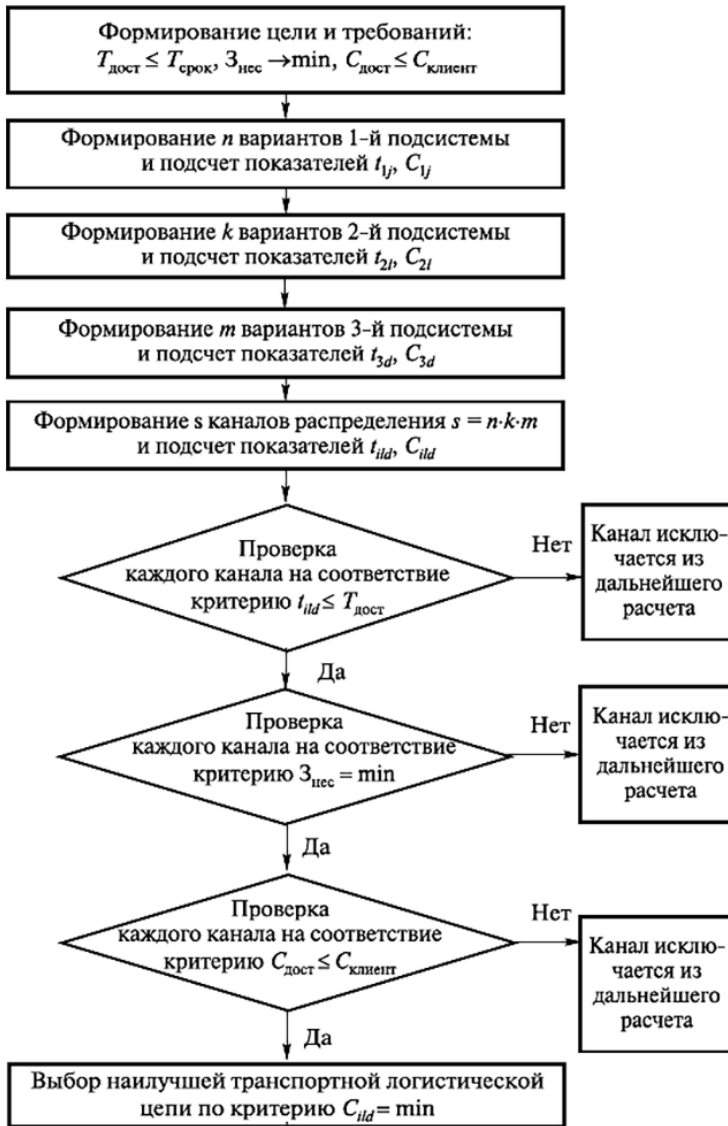 Формирование цели и требований:
Tдост ≤ Tсрок, Знес →min, Cдост ≤ Cклиент
Формирование n вариантов 1-й подсистемы
и подсчет показателей t1j, C1j
Формирование k вариантов 2-й подсистемы
и подсчет показателей t2l, C2l
Формирование m вариантов 3-й подсистемы
и подсчет показателей t3d, C3d
Формирование s каналов распределения s = n·k·m
и подсчет показателей tild, Cild
Проверка
каждого канала на соответствие
критерию tild ≤ Tдост
Нет
Канал исклю-
чается из
дальнейшего
расчета
Да
Проверка
каждого канала на соответствие
критерию Знес = min
Нет
Канал исклю-
чается из
дальнейшего
расчета
Да
Проверка
каждого канала на соответствие
критерию Cдост ≤ Cклиент
Нет
Канал исклю-
чается из
дальнейшего
расчета
Да
Выбор наилучшей транспортной логистической
цепи по критерию Cild = min